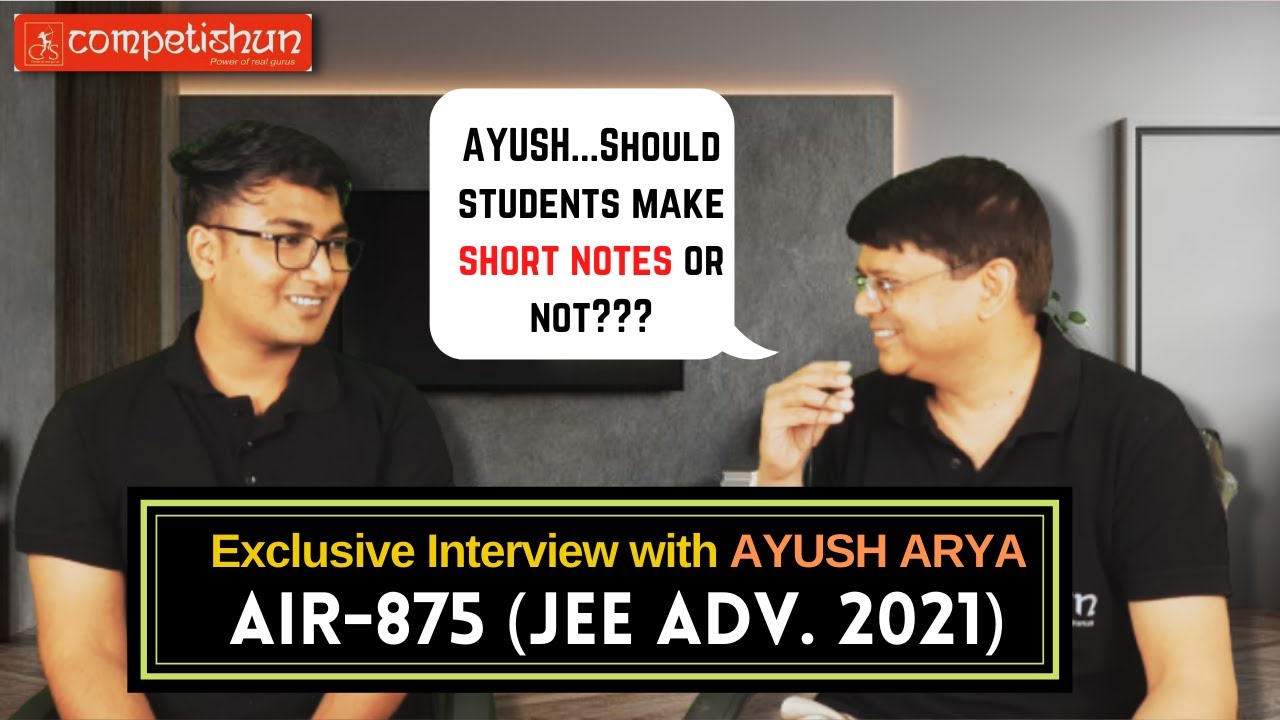 competishun
Power of real gurus
AYUSH...SHOULD
STUDENTS MAKE
SHORT NOTES OR
NOT???
Exclusive Interview with AYUSH ARYA
AIR-875 (JEE ADV. 2021)